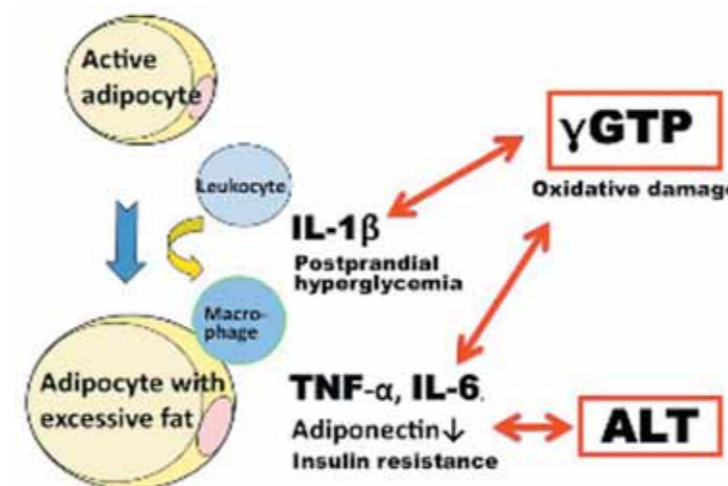 Active
adipocyte
Leukocyte
Macro-
phage
Adipocyte with
excessive fat
IL-1β
Postprandial
hyperglycemia
TNF-α, IL-6.
Adiponectin↓
Insulin resistance
γGTP
Oxidative damage
ALT